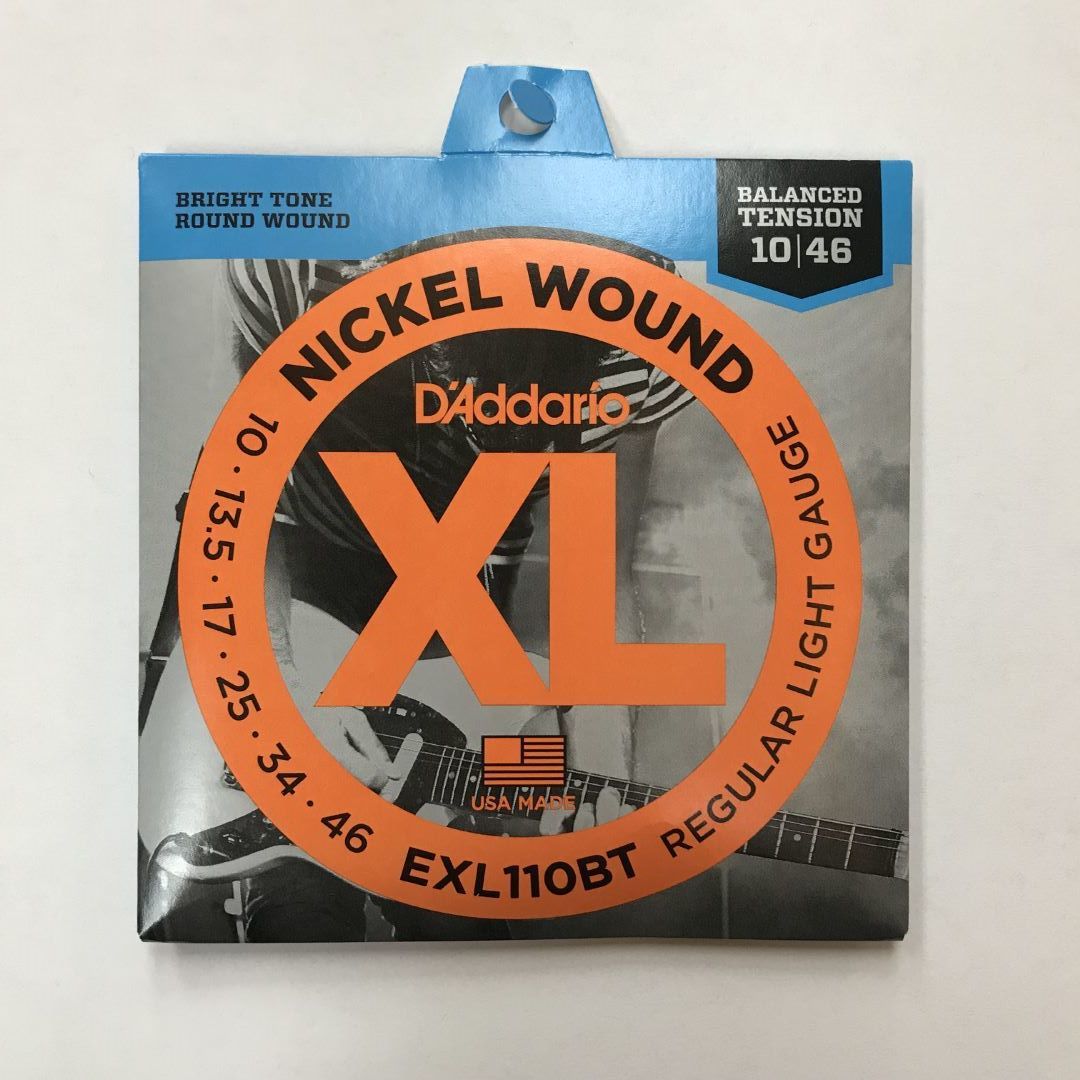 BRIGHT TONE
ROUND WOUND
BALANCED
TENSION
10|46
NICKEL WOUND
D'Addario
XL
USA MADE
10 · 13.5 · 17 · 25 · 34 · 46
EXL110BT
REGULAR LIGHT GAUGE